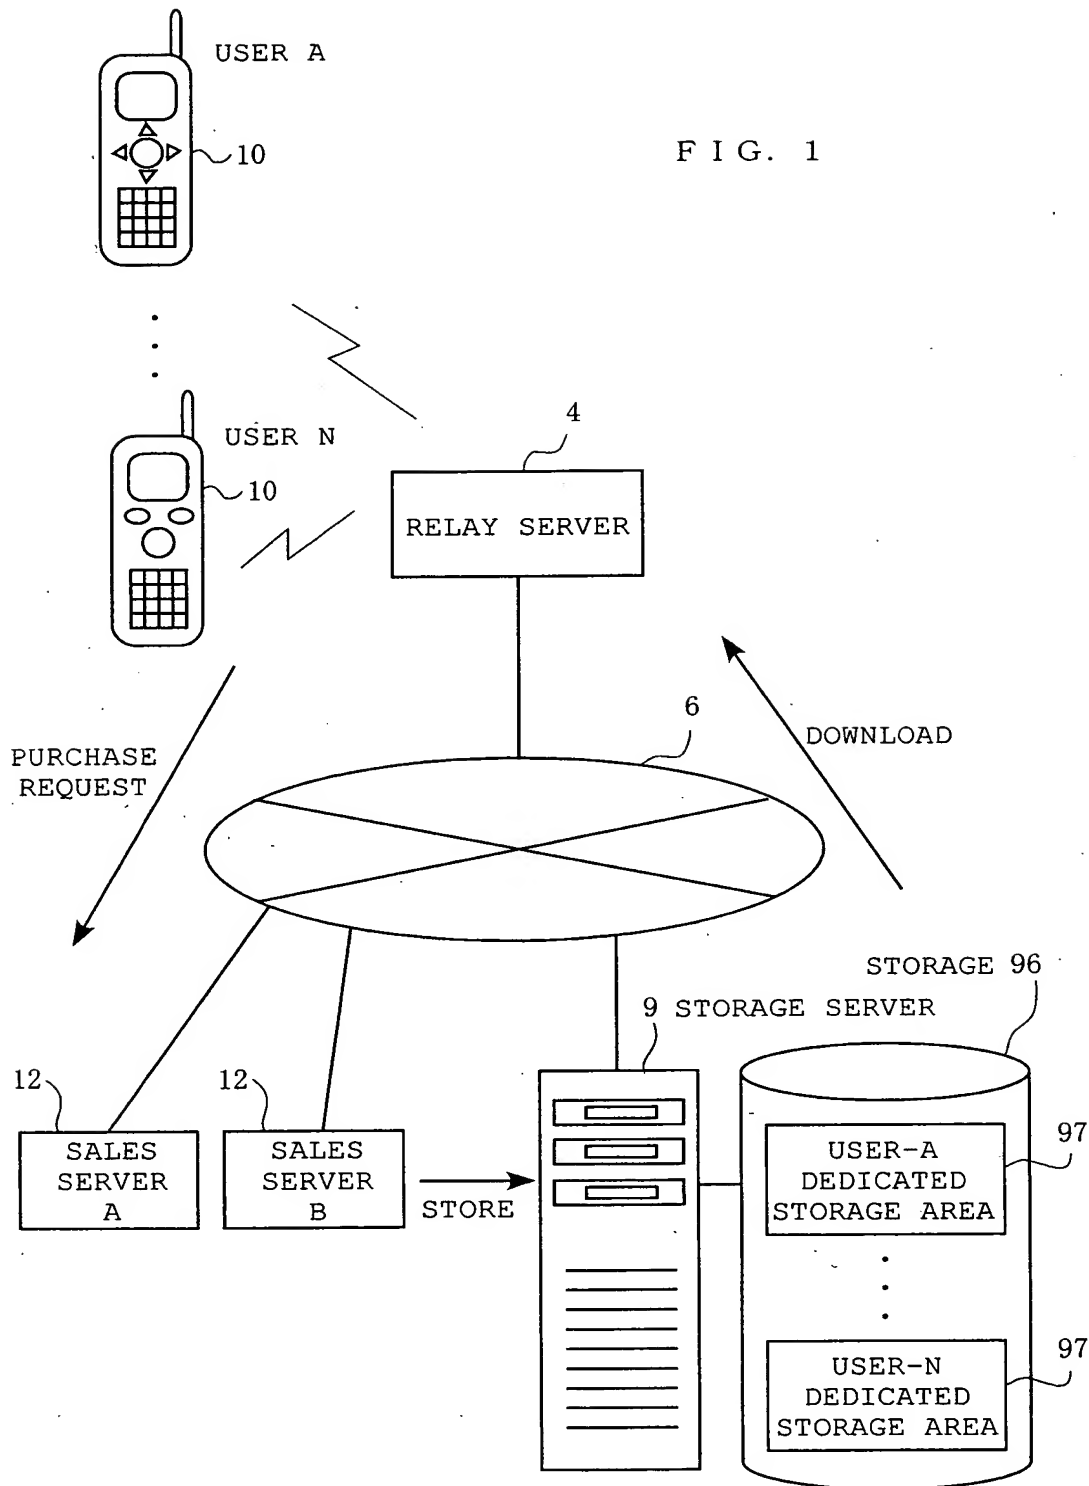 USER A
10
FIG. 1
USER N
10
4
RELAY SERVER
6
PURCHASE
REQUEST
DOWNLOAD
STORAGE 96
9 STORAGE SERVER
12
SALES
SERVER
A
12
SALES
SERVER
B
STORE
97
USER-A
DEDICATED
STORAGE AREA
97
USER-N
DEDICATED
STORAGE AREA